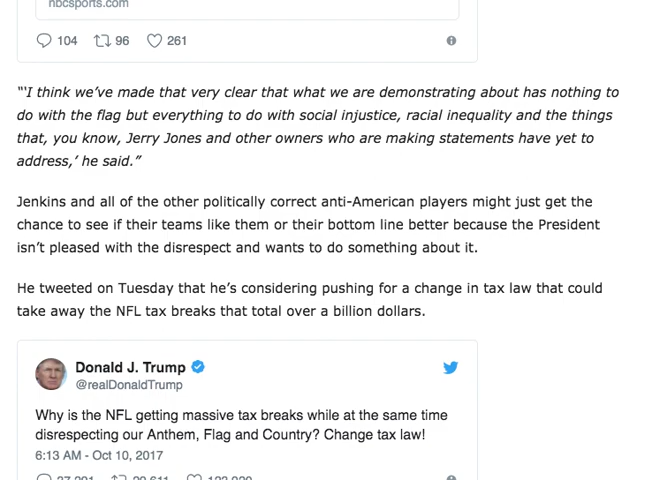 nbcsports.com
104 96 261
"'I think we've made that very clear that what we are demonstrating about has nothing to
do with the flag but everything to do with social injustice, racial inequality and the things
that, you know, Jerry Jones and other owners who are making statements have yet to
address,' he said."
Jenkins and all of the other politically correct anti-American players might just get the
chance to see if their teams like them or their bottom line better because the President
isn't pleased with the disrespect and wants to do something about it.
He tweeted on Tuesday that he's considering pushing for a change in tax law that could
take away the NFL tax breaks that total over a billion dollars.
Donald J. Trump
@realDonaldTrump
Why is the NFL getting massive tax breaks while at the same time
disrespecting our Anthem, Flag and Country? Change tax law!
6:13 AM - Oct 10, 2017